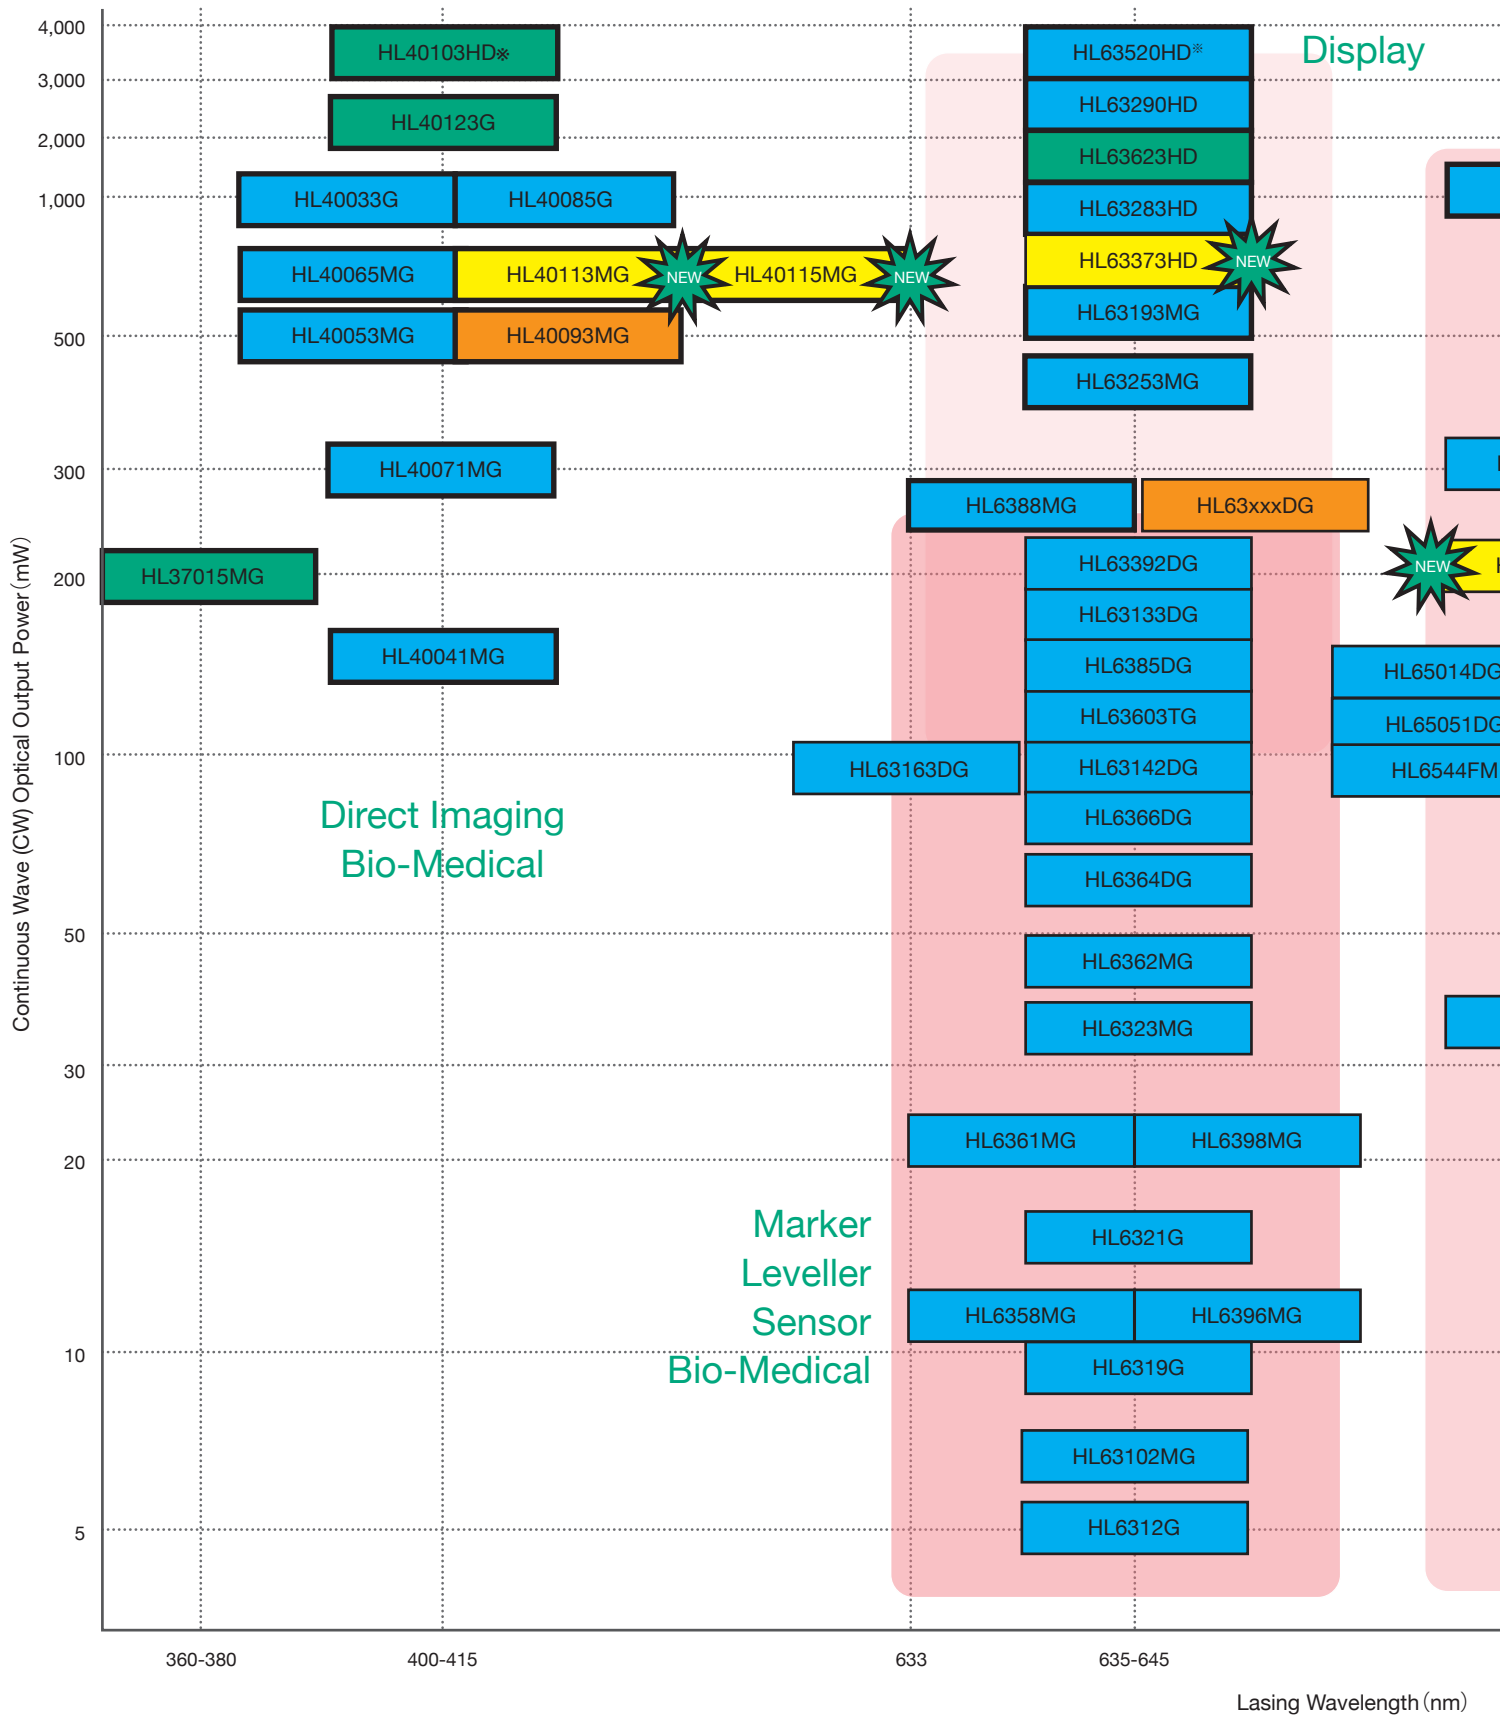 4,000
HL40103HD※
HL63520HD※
Display
3,000
HL63290HD
HL40123G
2,000
HL63623HD
1,000
HL40033G
HL40085G
HL63283HD
HL40065MG
HL40113MG
NEW
HL40115MG
NEW
HL63373HD
NEW
HL63193MG
500
HL40053MG
HL40093MG
HL63253MG
300
HL40071MG
HL6388MG
HL63xxxDG
200
HL37015MG
HL63392DG
NEW
HL63133DG
HL40041MG
HL6385DG
HL65014DG
HL63603TG
HL65051DG
100
HL63163DG
HL63142DG
HL6544FM
Direct Imaging
Bio-Medical
HL6366DG
HL6364DG
50
HL6362MG
HL6323MG
30
20
HL6361MG
HL6398MG
Marker
Leveller
Sensor
Bio-Medical
HL6321G
HL6358MG
HL6396MG
10
HL6319G
HL63102MG
5
HL6312G
Continuous Wave (CW) Optical Output Power (mW)
360-380
400-415
633
635-645
Lasing Wavelength (nm)